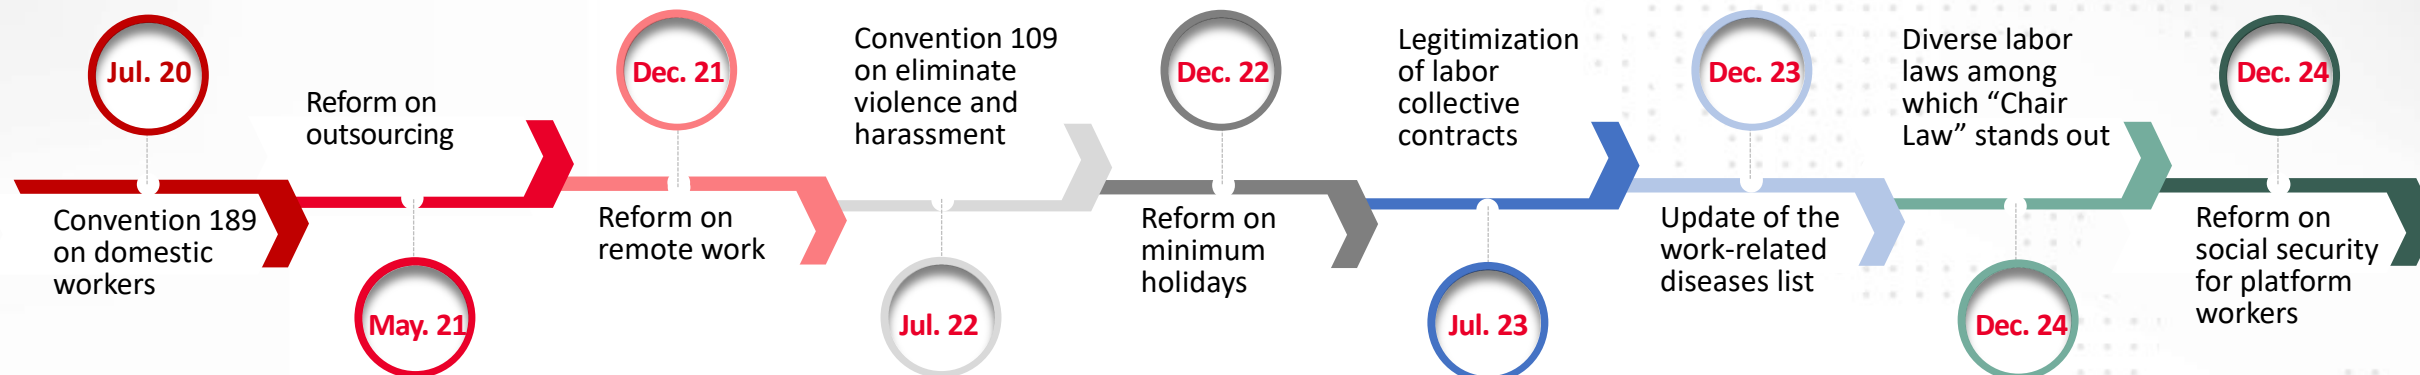 Jul. 20
Convention 189
on domestic
workers
Reform on
outsourcing
May. 21
Dec. 21
Reform on
remote work
Convention 109
on eliminate
violence and
harassment
Jul. 22
Dec. 22
Reform on
minimum
holidays
Legitimization
of labor
collective
contracts
Jul. 23
Dec. 23
Update of the
work-related
diseases list
Diverse labor
laws among
which “Chair
Law” stands out
Dec. 24
Dec. 24
Reform on
social security
for platform
workers